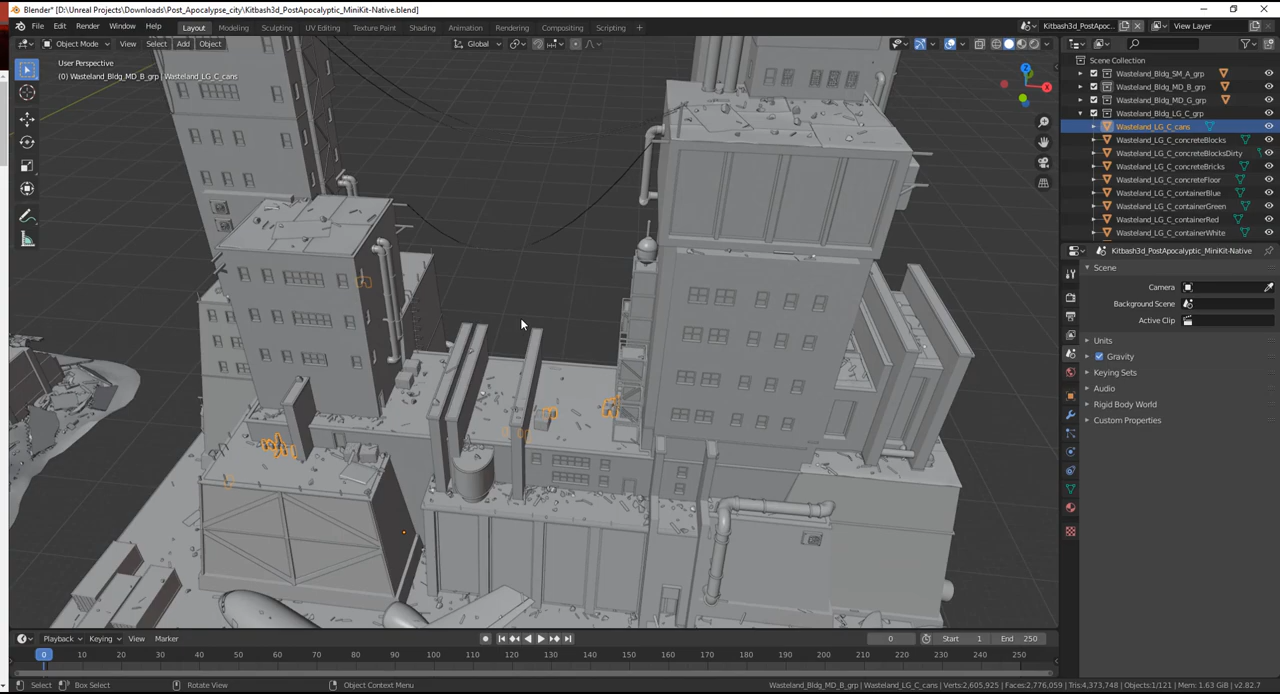 Blender* [D:\Unreal Projects\Downloads\Post_Apocalypse_city\Kitbash3d_PostApocalyptic_MiniKit-Native.blend]
File Edit Render Window Help Layout Modeling Sculpting UV Editing Texture Paint Shading Animation Rendering Compositing Scripting Kitbash3d_PostApoc... View Layer
Object Mode View Select Add Object Global
User Perspective
(0) Wasteland_Bldg_MD_B_grp | Wasteland_LG_C_cans
X
Z
Scene Collection
Wasteland_Bldg_SM_A_grp
Wasteland_Bldg_MD_B_grp
Wasteland_Bldg_MD_G_grp
Wasteland_Bldg_LG_C_grp
Wasteland_LG_C_cans
Wasteland_LG_C_concreteBlocks
Wasteland_LG_C_concreteBlocksDirty
Wasteland_LG_C_concreteBricks
Wasteland_LG_C_concreteFloor
Wasteland_LG_C_containerBlue
Wasteland_LG_C_containerGreen
Wasteland_LG_C_containerRed
Wasteland_LG_C_containerWhite
Kitbash3d_PostApocalyptic_MiniKit-Native
Scene
Camera
Background Scene
Active Clip
Units
Gravity
Keying Sets
Audio
Rigid Body World
Custom Properties
Playback Keying View Marker 0 Start 1 End 250
0 10 20 30 40 50 60 70 80 90 100 110 120 130 140 150 160 170 180 190 200 210 220 230 240 250
Select Box Select Rotate View Object Context Menu Wasteland_Bldg_MD_B_grp | Wasteland_LG_C_cans | Verts:2,605,925 | Faces:2,776,059 | Tris:4,373,748 | Objects:1/121 | Mem: 1.63 GiB | v2.82.7